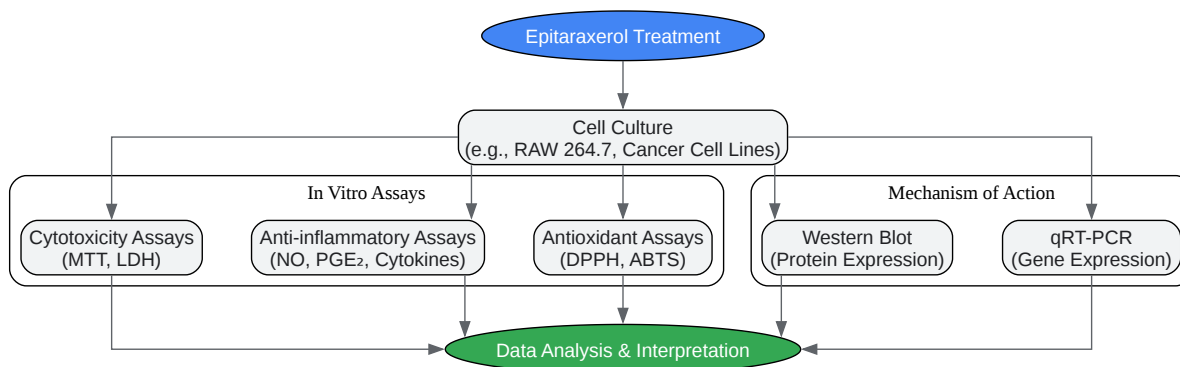 Epitaraxerol Treatment
Cell Culture
(e.g., RAW 264.7, Cancer Cell Lines)
In Vitro Assays
Mechanism of Action
Cytotoxicity Assays
(MTT, LDH)
Anti-inflammatory Assays
(NO, PGE₂, Cytokines)
Antioxidant Assays
(DPPH, ABTS)
Western Blot
(Protein Expression)
qRT-PCR
(Gene Expression)
Data Analysis & Interpretation